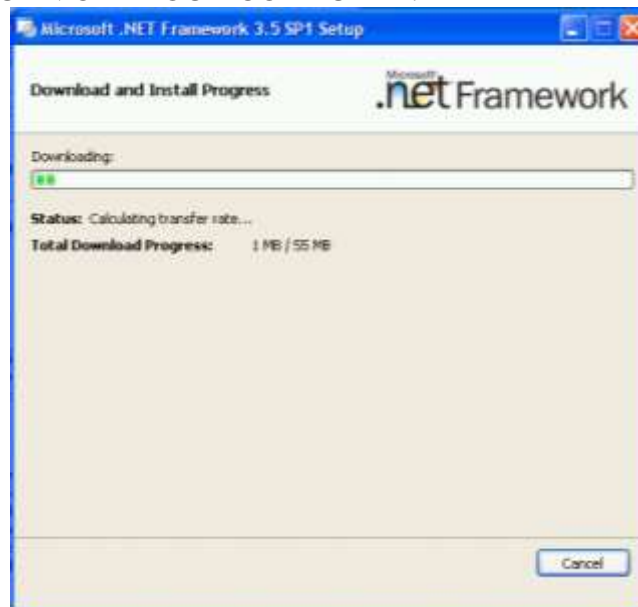 Microsoft .NET Framework 3.5 SP1 Setup
Download and Install Progress
Microsoft
.net Framework
Downloading:
Status: Calculating transfer rate...
Total Download Progress: 1 MB / 55 MB
Cancel